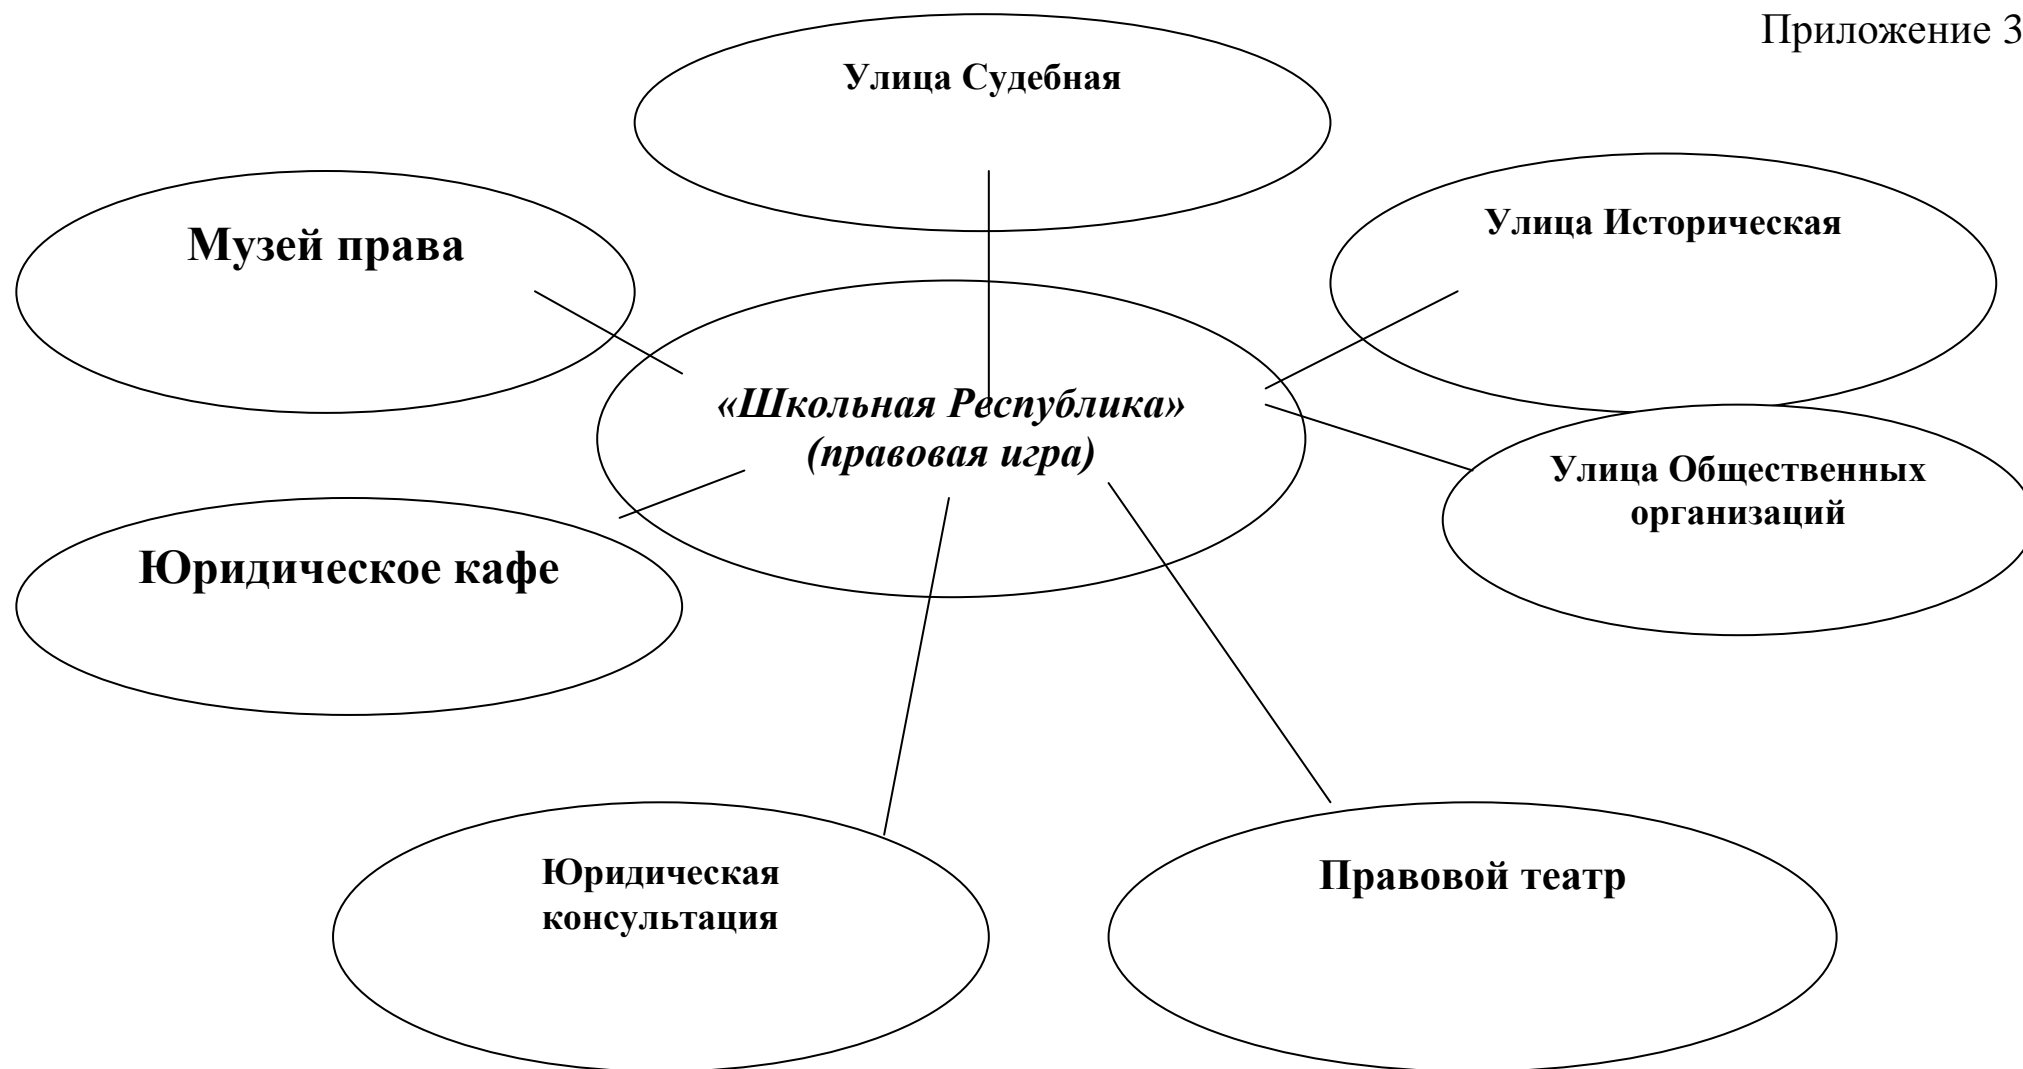 Приложение 3
Улица Судебная
Улица Историческая
Музей права
«Школьная Республика»
(правовая игра)
Улица Общественных
организаций
Юридическое кафе
Юридическая
консультация
Правовой театр